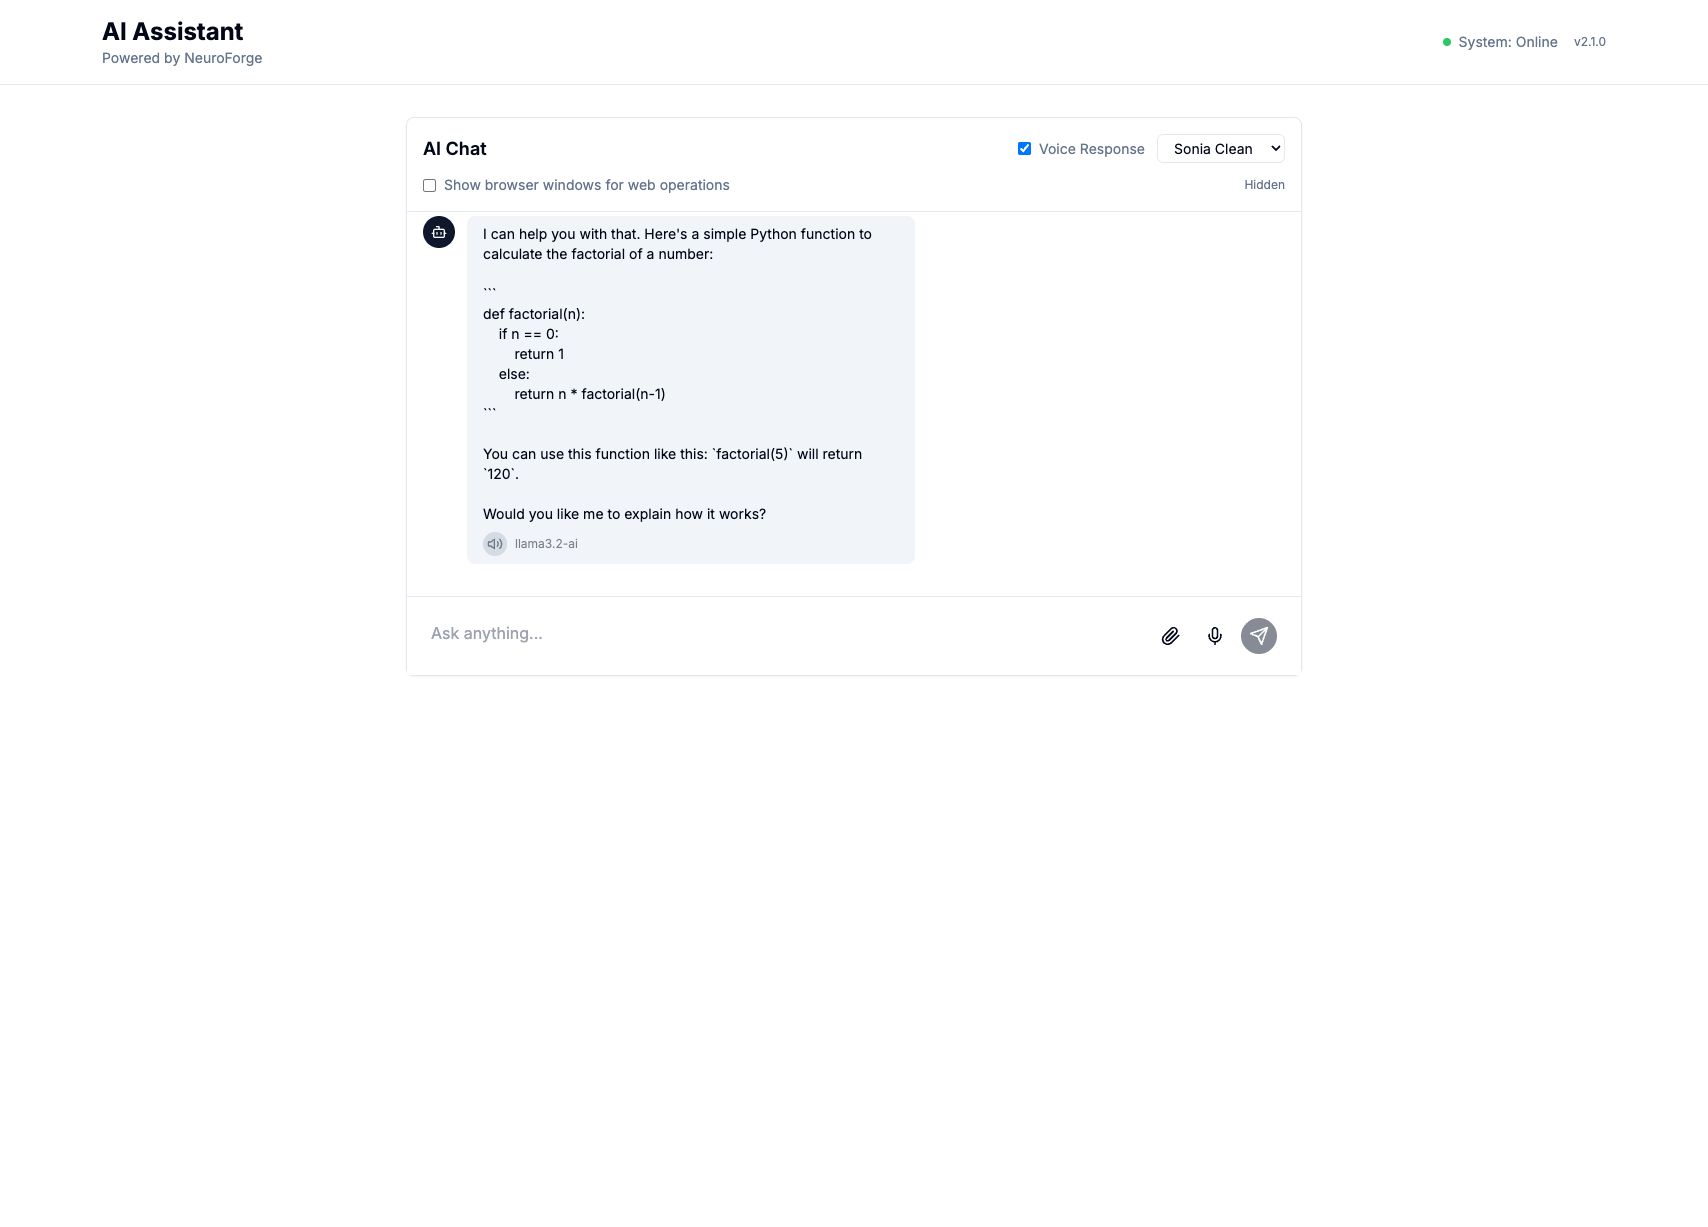 AI Assistant
Powered by NeuroForge
System: Online
v2.1.0
AI Chat
Voice Response
Sonia Clean
Show browser windows for web operations
Hidden
I can help you with that. Here's a simple Python function to
calculate the factorial of a number:
```
def factorial(n):
    if n == 0:
        return 1
    else:
        return n * factorial(n-1)
```
You can use this function like this: `factorial(5)` will return
`120`.
Would you like me to explain how it works?
llama3.2-ai
Ask anything...